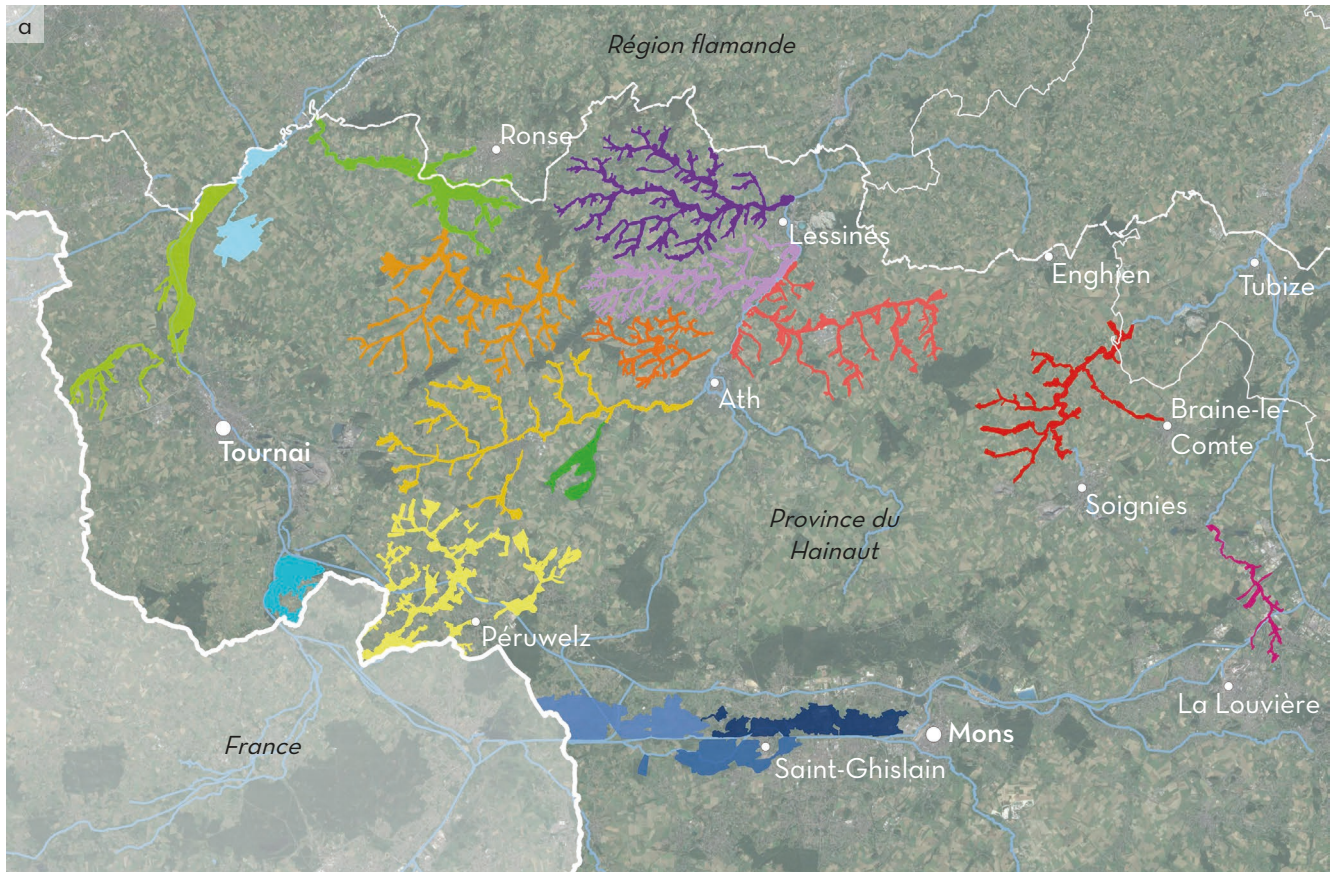 a
Région flamande
Ronse
Lessines
Enghien
Tubize
Ath
Braine-le-
Comte
Tournai
Soignies
Province du
Hainaut
Péruwelz
La Louvière
France
Mons
Saint-Ghislain